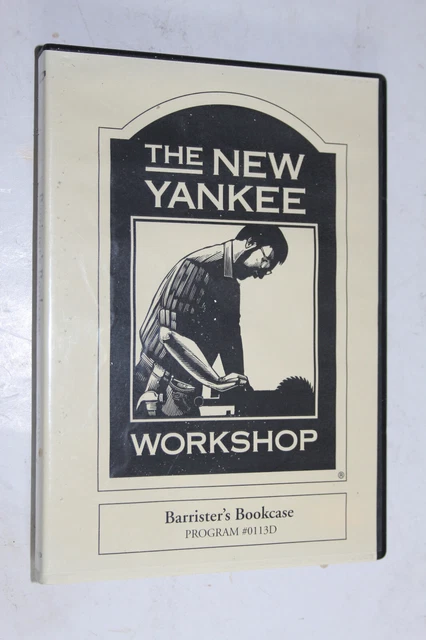 THE NEW
YANKEE
WORKSHOP
®
Barrister's Bookcase
PROGRAM #0113D